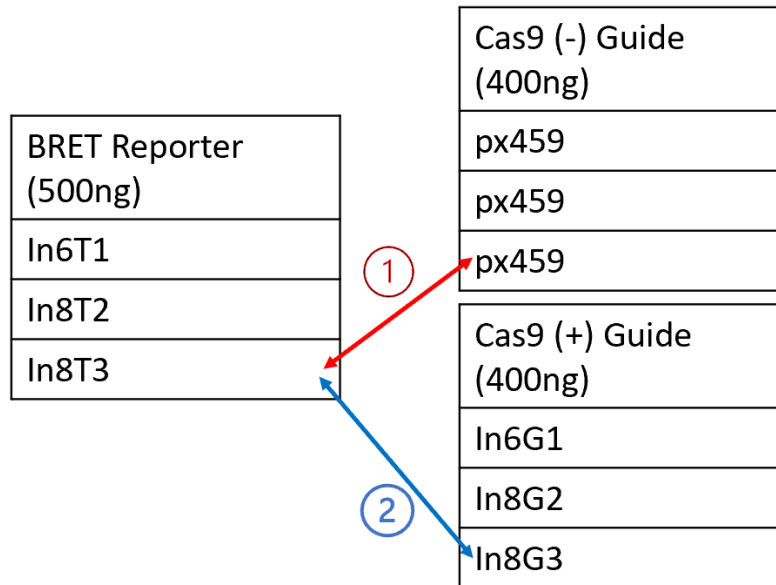 BRET Reporter
(500ng)
In6T1
In8T2
In8T3
1
2
Cas9 (-) Guide
(400ng)
px459
px459
px459
Cas9 (+) Guide
(400ng)
In6G1
In8G2
In8G3